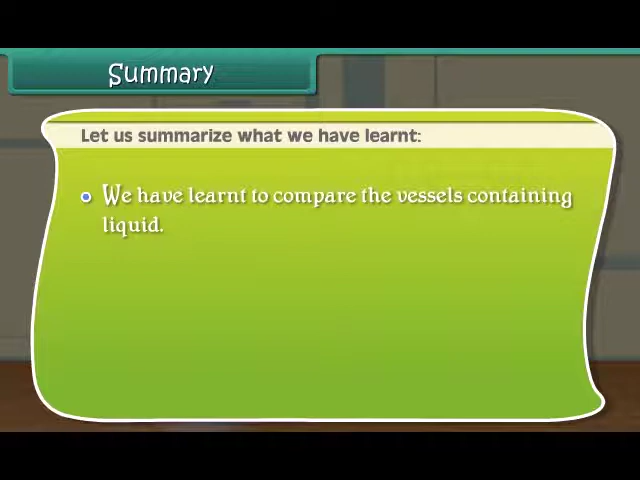 Summary
Let us summarize what we have learnt:
We have learnt to compare the vessels containing
liquid.